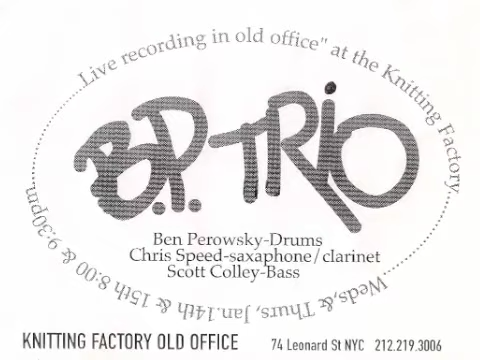 ...Live recording in old office" at the Knitting Factory.
B.P. TRIO
Ben Perowsky-Drums
Chris Speed-saxaphone/clarinet
Scott Colley-Bass
Weds,& Thurs, Jan.14th & 15th 8:00 & 9:30pm...
KNITTING FACTORY OLD OFFICE 74 Leonard St NYC 212.219.3006